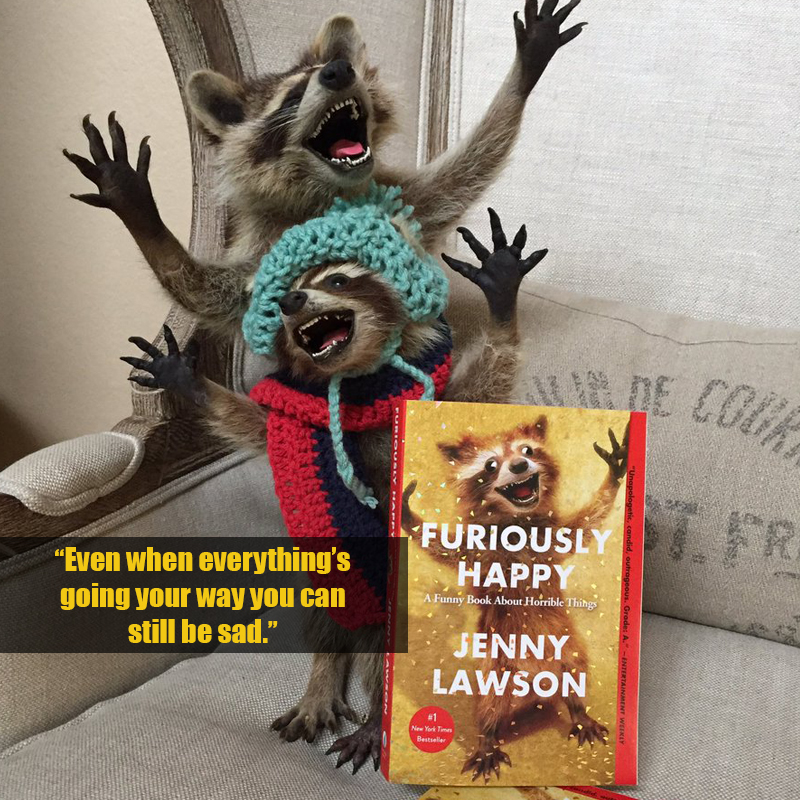 “Even when everything’s
going your way you can
still be sad.”
FURIOUSLY HAPPY
FURIOUSLY
HAPPY
A Funny Book About Horrible Things
JENNY
LAWSON
#1
New York Times
Bestseller
"Unapologetic, candid, outrageous. Grade: A." —ENTERTAINMENT WEEKLY
DE COUR
ST. FR